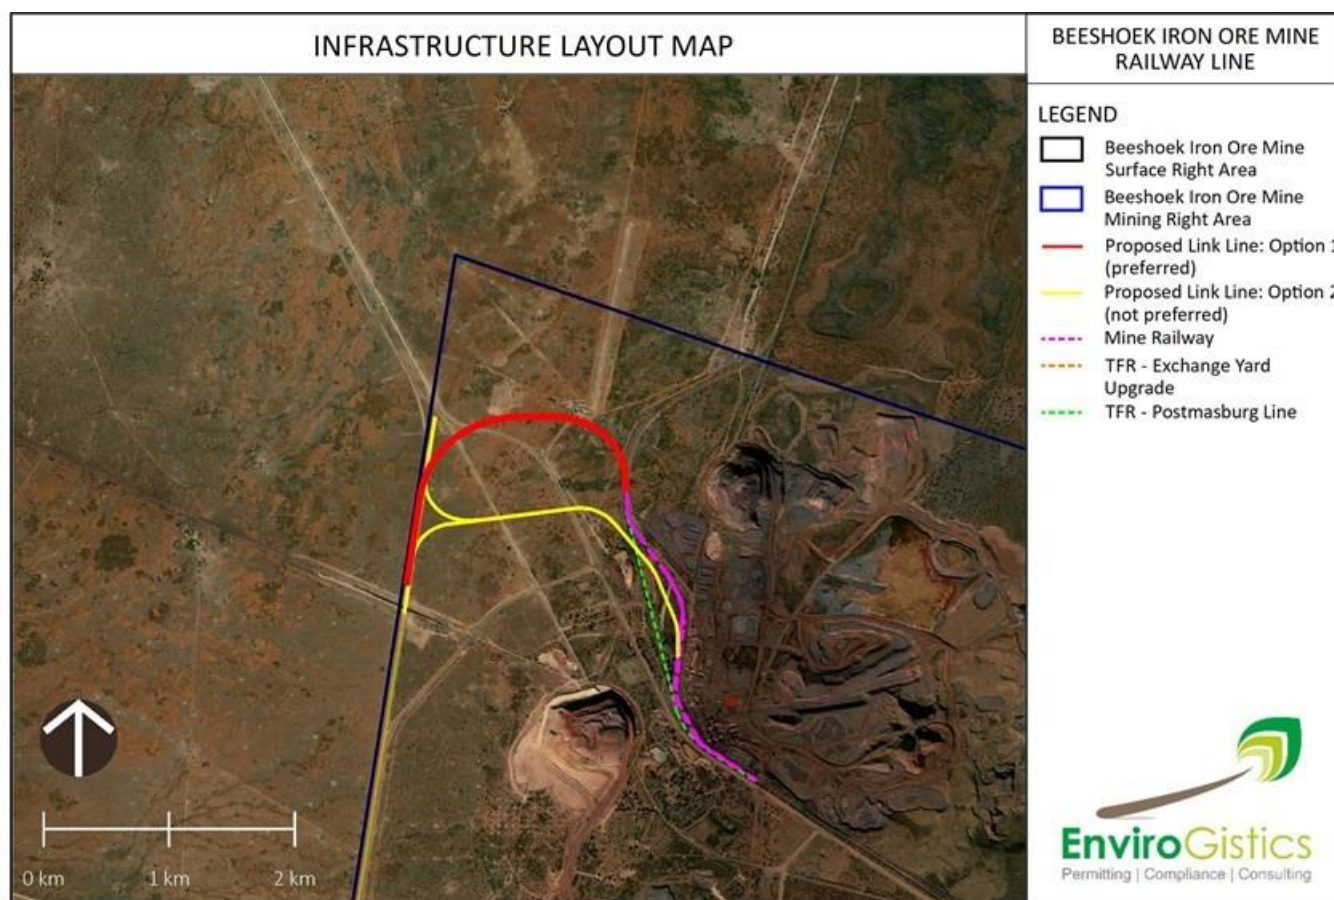 INFRASTRUCTURE LAYOUT MAP
BEESHOEK IRON ORE MINE
RAILWAY LINE
LEGEND
Beeshoek Iron Ore Mine
Surface Right Area
Beeshoek Iron Ore Mine
Mining Right Area
Proposed Link Line: Option 1
(preferred)
Proposed Link Line: Option 2
(not preferred)
Mine Railway
TFR - Exchange Yard
Upgrade
TFR - Postmasburg Line
0 km
1 km
2 km
EnviroGistics
Permitting | Compliance | Consulting